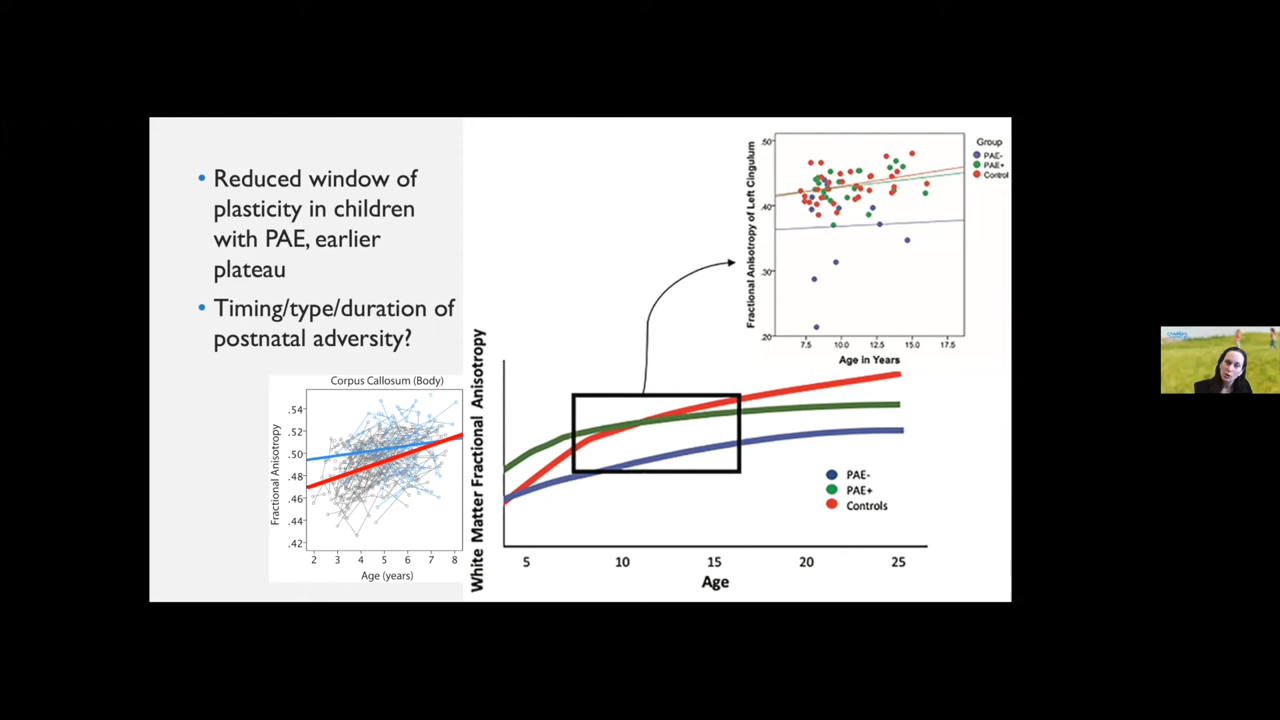 • Reduced window of
plasticity in children
with PAE, earlier
plateau
• Timing/type/duration of
postnatal adversity?
Corpus Callosum (Body)
Fractional Anisotropy
.54
.52
.50
.48
.46
.44
.42
2 3 4 5 6 7 8
Age (years)
White Matter Fractional Anisotropy
5 10 15 20 25
Age
PAE-
PAE+
Controls
Fractional Anisotropy of Left Cingulum
.50
.40
.30
.20
7.5 10.0 12.5 15.0 17.5
Age in Years
Group
PAE-
PAE+
Control